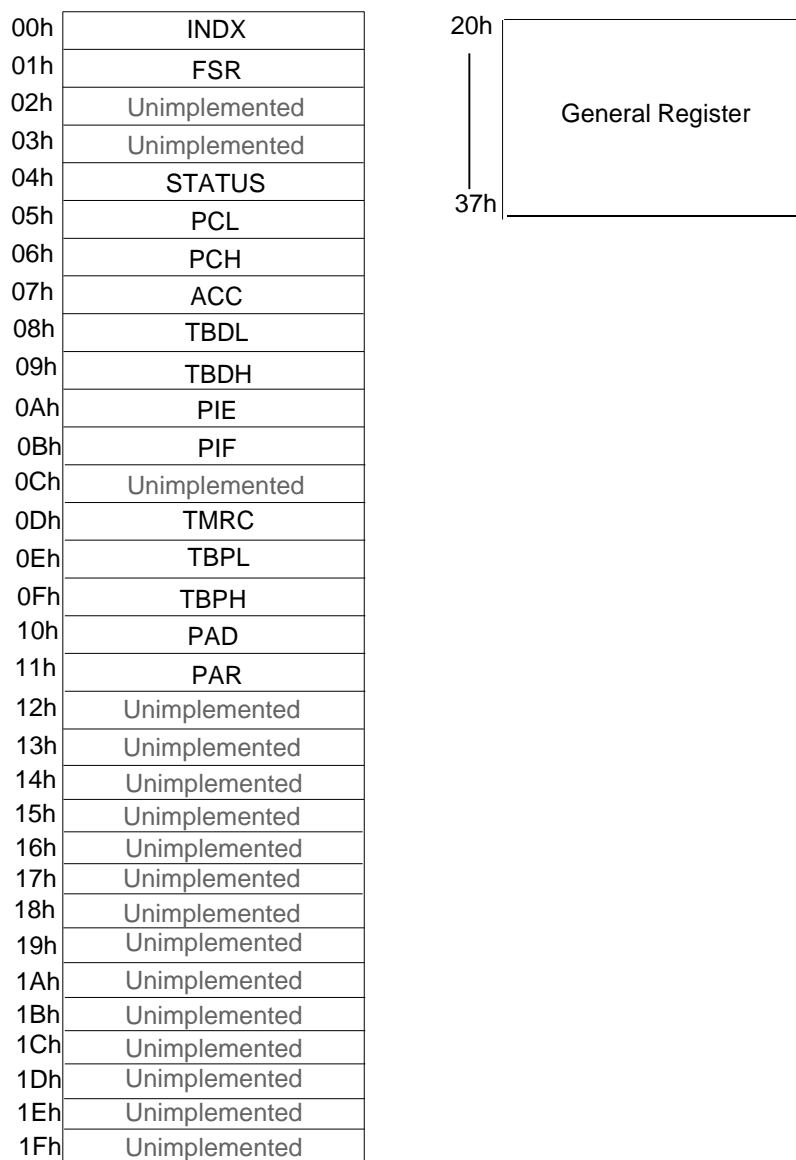 00h INDX
01h FSR
02h Unimplemented
03h Unimplemented
04h STATUS
05h PCL
06h PCH
07h ACC
08h TBDL
09h TBDH
0Ah PIE
0Bh PIF
0Ch Unimplemented
0Dh TMRC
0Eh TBPL
0Fh TBPH
10h PAD
11h PAR
12h Unimplemented
13h Unimplemented
14h Unimplemented
15h Unimplemented
16h Unimplemented
17h Unimplemented
18h Unimplemented
19h Unimplemented
1Ah Unimplemented
1Bh Unimplemented
1Ch Unimplemented
1Dh Unimplemented
1Eh Unimplemented
1Fh Unimplemented
20h
General Register
37h